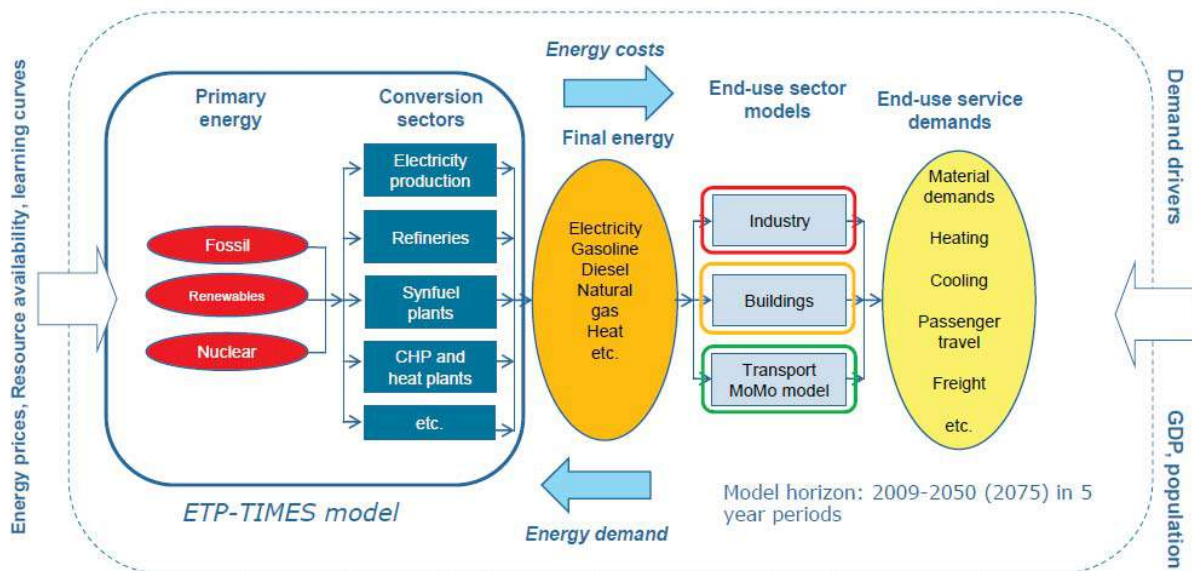 Energy prices, Resource availability, learning curves
Primary
energy
Fossil
Renewables
Nuclear
Conversion
sectors
Electricity
production
Refineries
Synfuel
plants
CHP and
heat plants
etc.
ETP-TIMES model
Energy costs
Final energy
Electricity
Gasoline
Diesel
Natural
gas
Heat
etc.
Energy demand
End-use sector
models
Industry
Buildings
Transport
MoMo model
End-use service
demands
Material
demands
Heating
Cooling
Passenger
travel
Freight
etc.
Model horizon: 2009-2050 (2075) in 5
year periods
Demand drivers
GDP, population